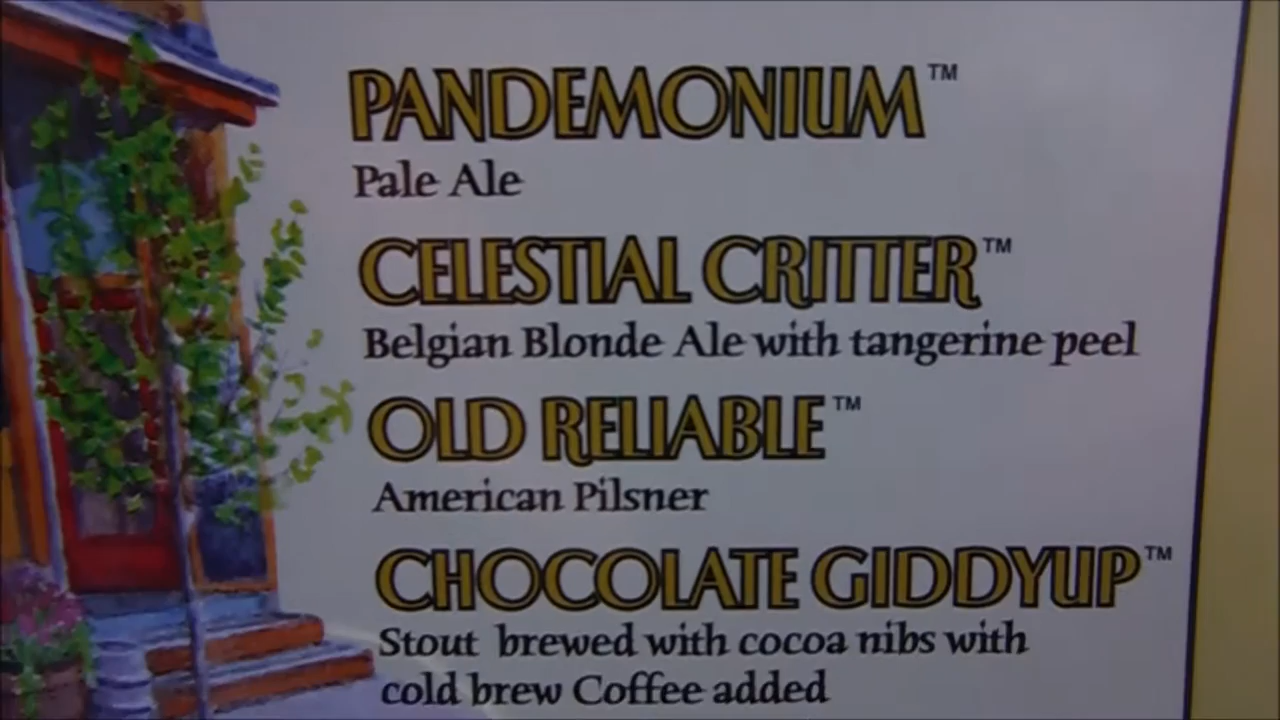 PANDEMONIUM™
Pale Ale
CELESTIAL CRITTER™
Belgian Blonde Ale with tangerine peel
OLD RELIABLE™
American Pilsner
CHOCOLATE GIDDYUP™
Stout brewed with cocoa nibs with
cold brew Coffee added